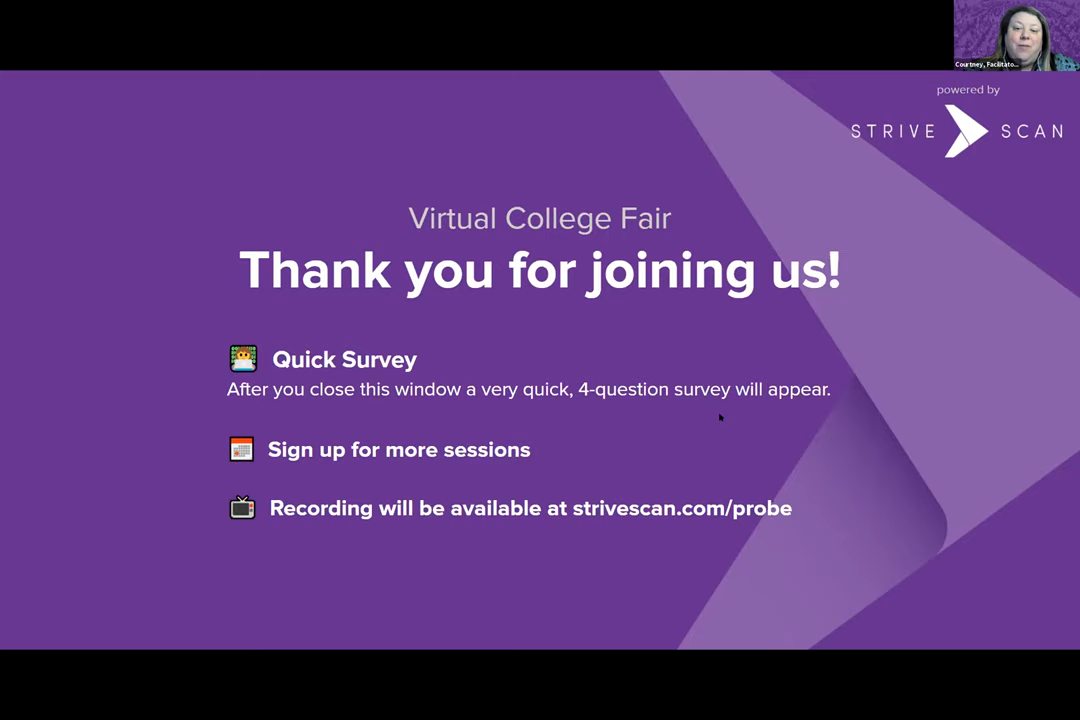 Courtney, Facilitato...
powered by
STRIVE SCAN
Virtual College Fair
Thank you for joining us!
Quick Survey
After you close this window a very quick, 4-question survey will appear.
Sign up for more sessions
Recording will be available at strivescan.com/probe